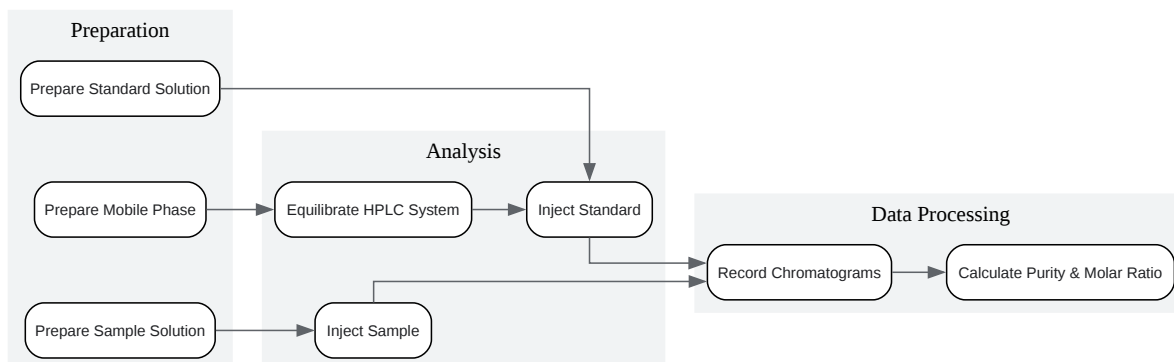 Preparation
Prepare Standard Solution
Analysis
Prepare Mobile Phase
Equilibrate HPLC System
Inject Standard
Data Processing
Record Chromatograms
Calculate Purity & Molar Ratio
Prepare Sample Solution
Inject Sample